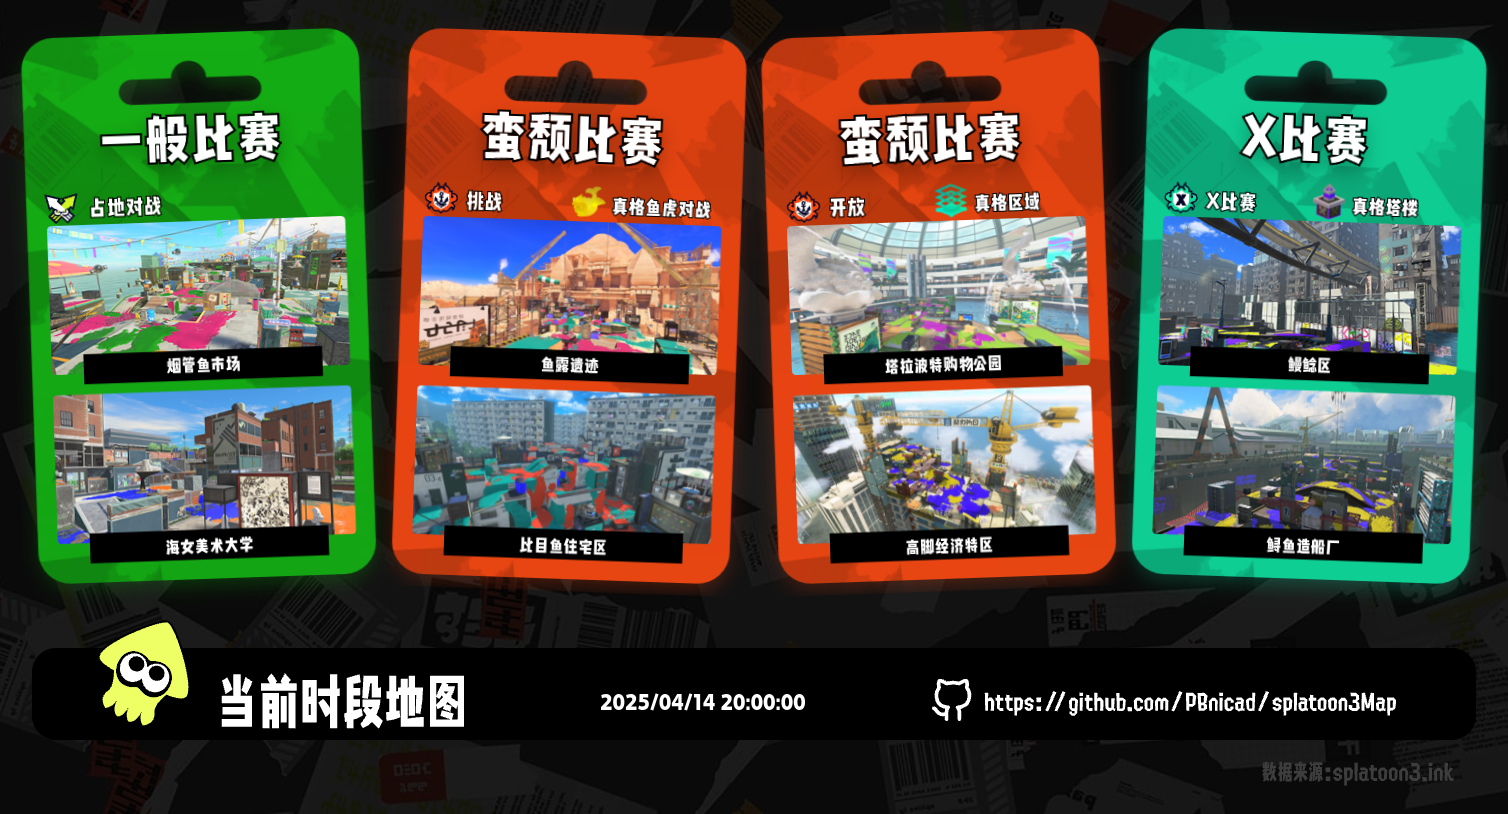 一般比赛
占地对战
烟管鱼市场
海女美术大学
蛮颓比赛
挑战
真格鱼虎对战
鱼露遗迹
比目鱼住宅区
蛮颓比赛
开放
真格区域
塔拉波特购物公园
高脚经济特区
X比赛
X比赛
真格塔楼
鳗鲶区
鲟鱼造船厂
当前时段地图
2025/04/14 20:00:00
https://github.com/PBnicad/splatoon3Map
数据来源:splatoon3.ink